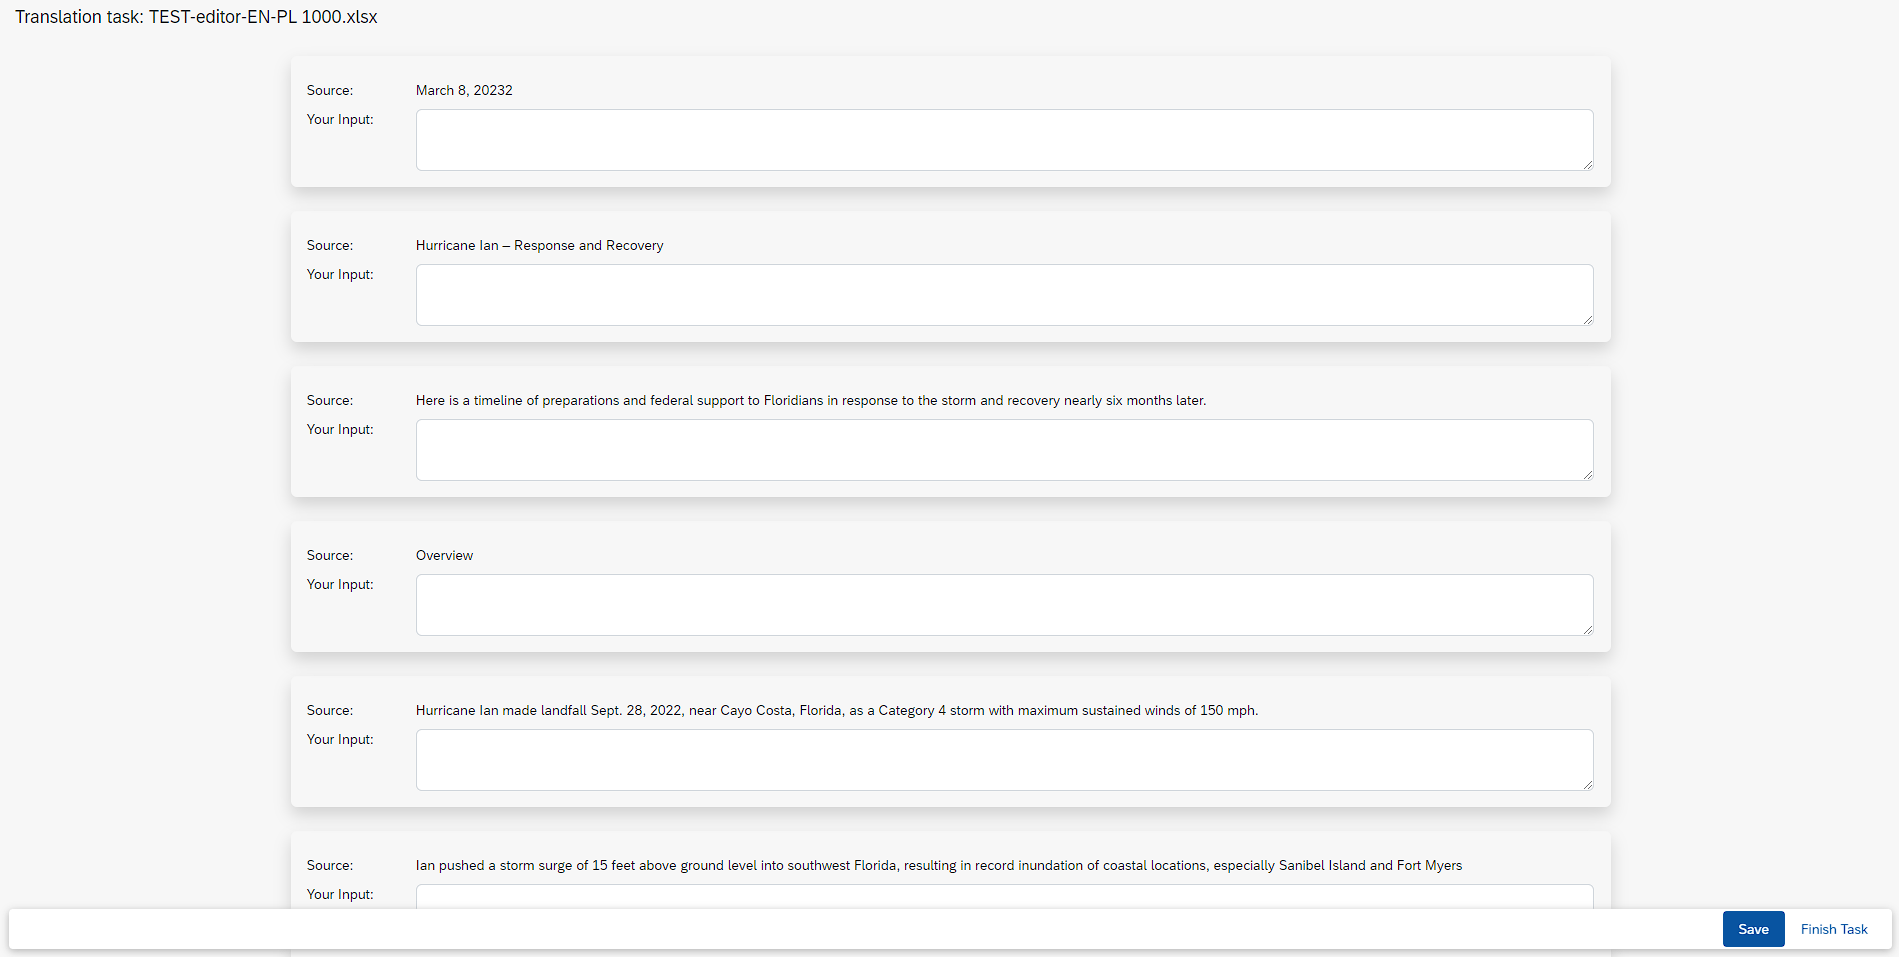 Translation task: TEST-editor-EN-PL 1000.xlsx
Source: March 8, 20232
Your Input:
Source: Hurricane Ian – Response and Recovery
Your Input:
Source: Here is a timeline of preparations and federal support to Floridians in response to the storm and recovery nearly six months later.
Your Input:
Source: Overview
Your Input:
Source: Hurricane Ian made landfall Sept. 28, 2022, near Cayo Costa, Florida, as a Category 4 storm with maximum sustained winds of 150 mph.
Your Input:
Source: Ian pushed a storm surge of 15 feet above ground level into southwest Florida, resulting in record inundation of coastal locations, especially Sanibel Island and Fort Myers
Your Input:
Save Finish Task